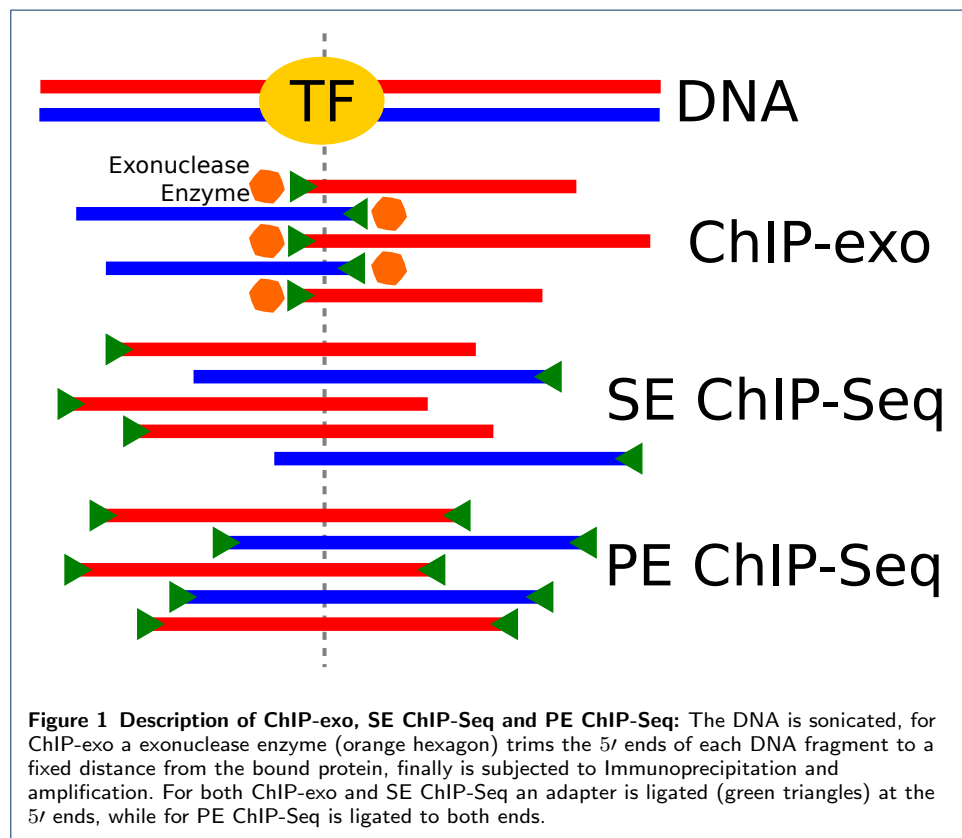 TF
DNA
Exonuclease
Enzyme
ChIP-exo
SE ChIP-Seq
PE ChIP-Seq
Figure 1 Description of ChIP-exo, SE ChIP-Seq and PE ChIP-Seq: The DNA is sonicated, for
ChIP-exo a exonuclease enzyme (orange hexagon) trims the 5′ ends of each DNA fragment to a
fixed distance from the bound protein, finally is subjected to Immunoprecipitation and
amplification. For both ChIP-exo and SE ChIP-Seq an adapter is ligated (green triangles) at the
5′ ends, while for PE ChIP-Seq is ligated to both ends.